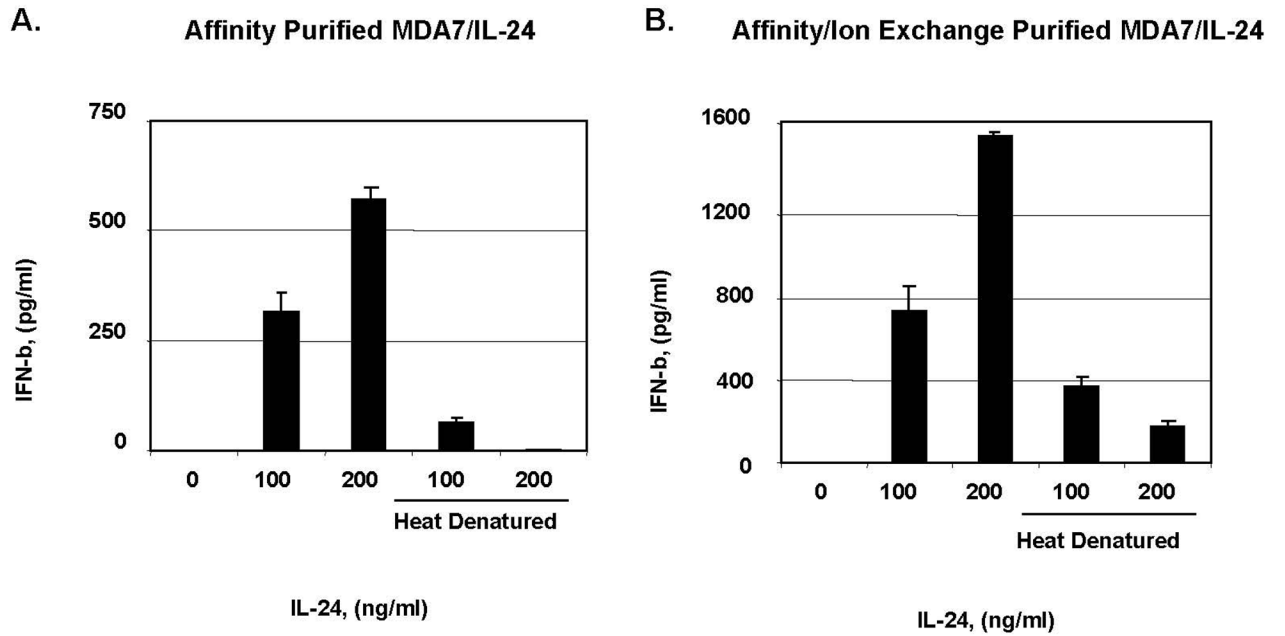 A.
Affinity Purified MDA7/IL-24
750
500
250
0
IFN-b, (pg/ml)
0 100 200 100 200
Heat Denatured
IL-24, (ng/ml)
B.
Affinity/Ion Exchange Purified MDA7/IL-24
1600
1200
800
400
0
IFN-b, (pg/ml)
0 100 200 100 200
Heat Denatured
IL-24, (ng/ml)